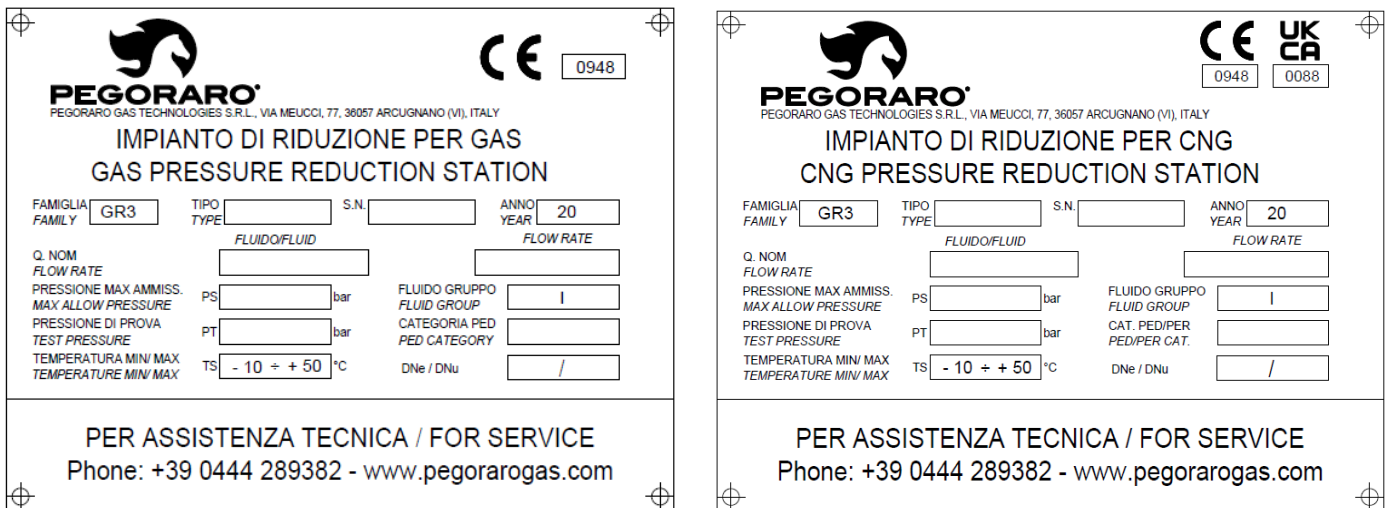 CE
0948
PEGORARO
PEGORARO GAS TECHNOLOGIES S.R.L., VIA MEUCCI, 77, 36057 ARCUGNANO (VI), ITALY
IMPIANTO DI RIDUZIONE PER GAS
GAS PRESSURE REDUCTION STATION
FAMIGLIA GR3 TIPO S.N. ANNO 20
FAMILY TYPE YEAR
FLUIDO/FLUID FLOW RATE
Q. NOM
FLOW RATE
PRESSIONE MAX AMMISS. PS bar FLUIDO GRUPPO I
MAX ALLOW PRESSURE FLUID GROUP
PRESSIONE DI PROVA PT bar CATEGORIA PED
TEST PRESSURE PED CATEGORY
TEMPERATURA MIN/ MAX TS - 10 ÷ + 50 °C DNe / DNu /
TEMPERATURE MIN/ MAX
PER ASSISTENZA TECNICA / FOR SERVICE
Phone: +39 0444 289382 - www.pegorarogas.com
CE UK
CA
0948 0088
PEGORARO
PEGORARO GAS TECHNOLOGIES S.R.L., VIA MEUCCI, 77, 36057 ARCUGNANO (VI), ITALY
IMPIANTO DI RIDUZIONE PER CNG
CNG PRESSURE REDUCTION STATION
FAMIGLIA GR3 TIPO S.N. ANNO 20
FAMILY TYPE YEAR
FLUIDO/FLUID FLOW RATE
Q. NOM
FLOW RATE
PRESSIONE MAX AMMISS. PS bar FLUIDO GRUPPO I
MAX ALLOW PRESSURE FLUID GROUP
PRESSIONE DI PROVA PT bar CAT. PED/PER
TEST PRESSURE PED/PER CAT.
TEMPERATURA MIN/ MAX TS - 10 ÷ + 50 °C DNe / DNu /
TEMPERATURE MIN/ MAX
PER ASSISTENZA TECNICA / FOR SERVICE
Phone: +39 0444 289382 - www.pegorarogas.com